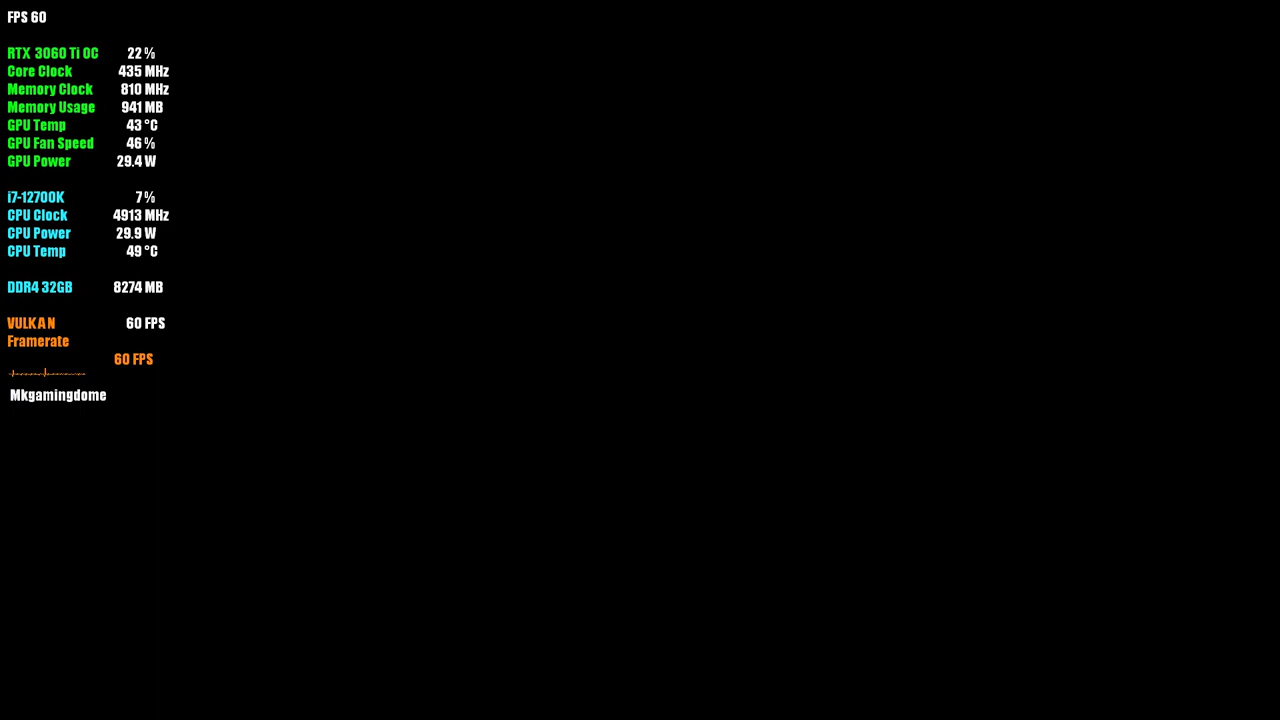 FPS 60
RTX 3060 Ti OC 22 %
Core Clock 435 MHz
Memory Clock 810 MHz
Memory Usage 941 MB
GPU Temp 43 °C
GPU Fan Speed 46 %
GPU Power 29.4 W
i7-12700K 7 %
CPU Clock 4913 MHz
CPU Power 29.9 W
CPU Temp 49 °C
DDR4 32GB 8274 MB
VULKAN 60 FPS
Framerate
60 FPS
Mkgamingdome